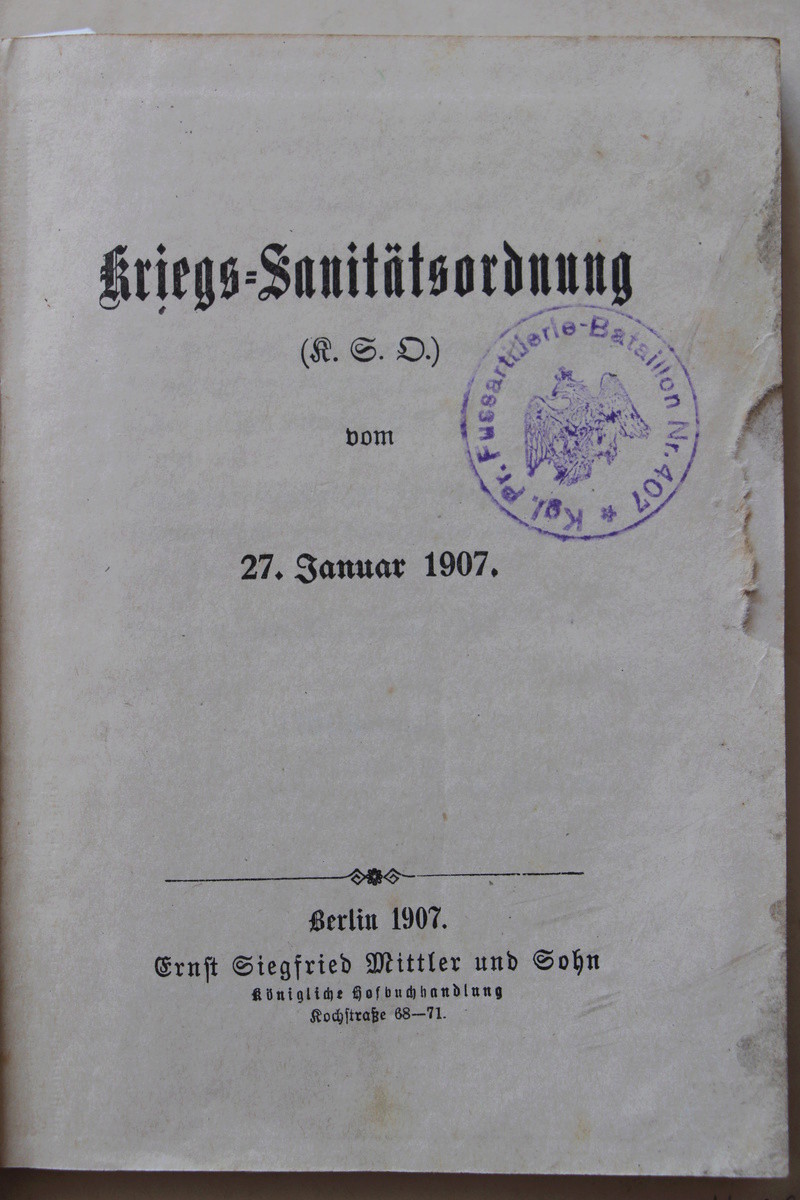 Kriegs-Sanitätsordnung
(K. S. O.)
vom
27. Januar 1907.
Kgl. Pr. Fussartillerie-Bataillon Nr. 407 *
Berlin 1907.
Ernst Siegfried Mittler und Sohn
Königliche Hofbuchhandlung
Kochstraße 68—71.